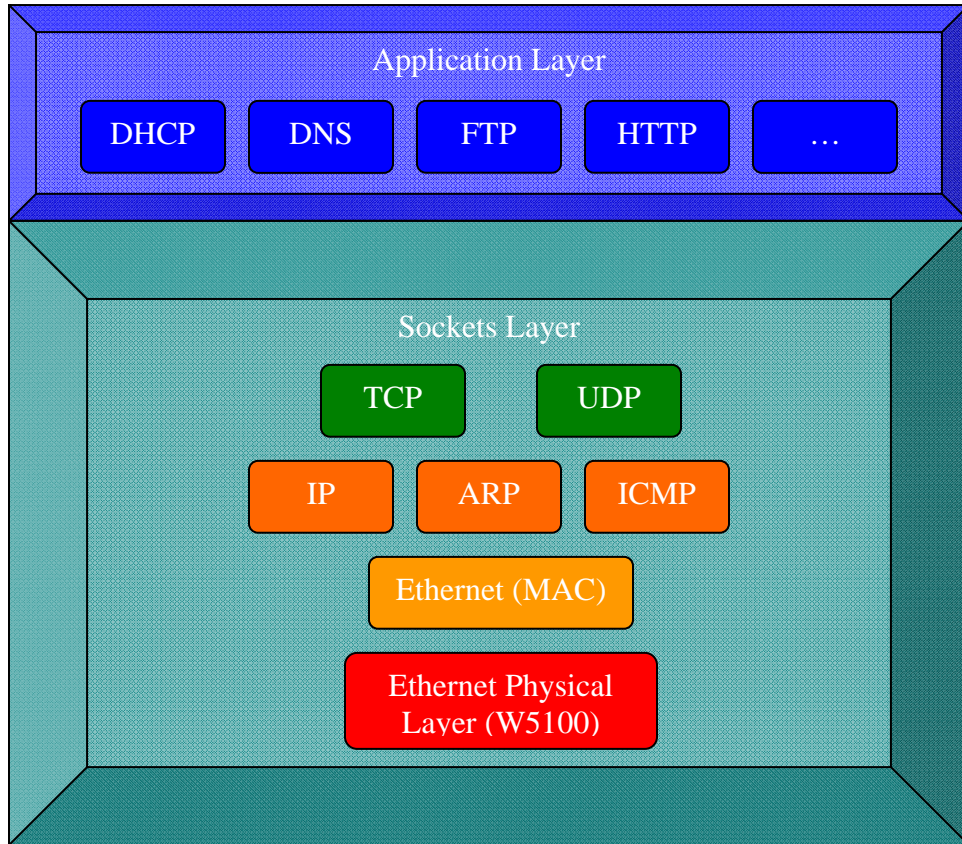 Application Layer
DHCP DNS FTP HTTP …
Sockets Layer
TCP UDP
IP ARP ICMP
Ethernet (MAC)
Ethernet Physical
Layer (W5100)